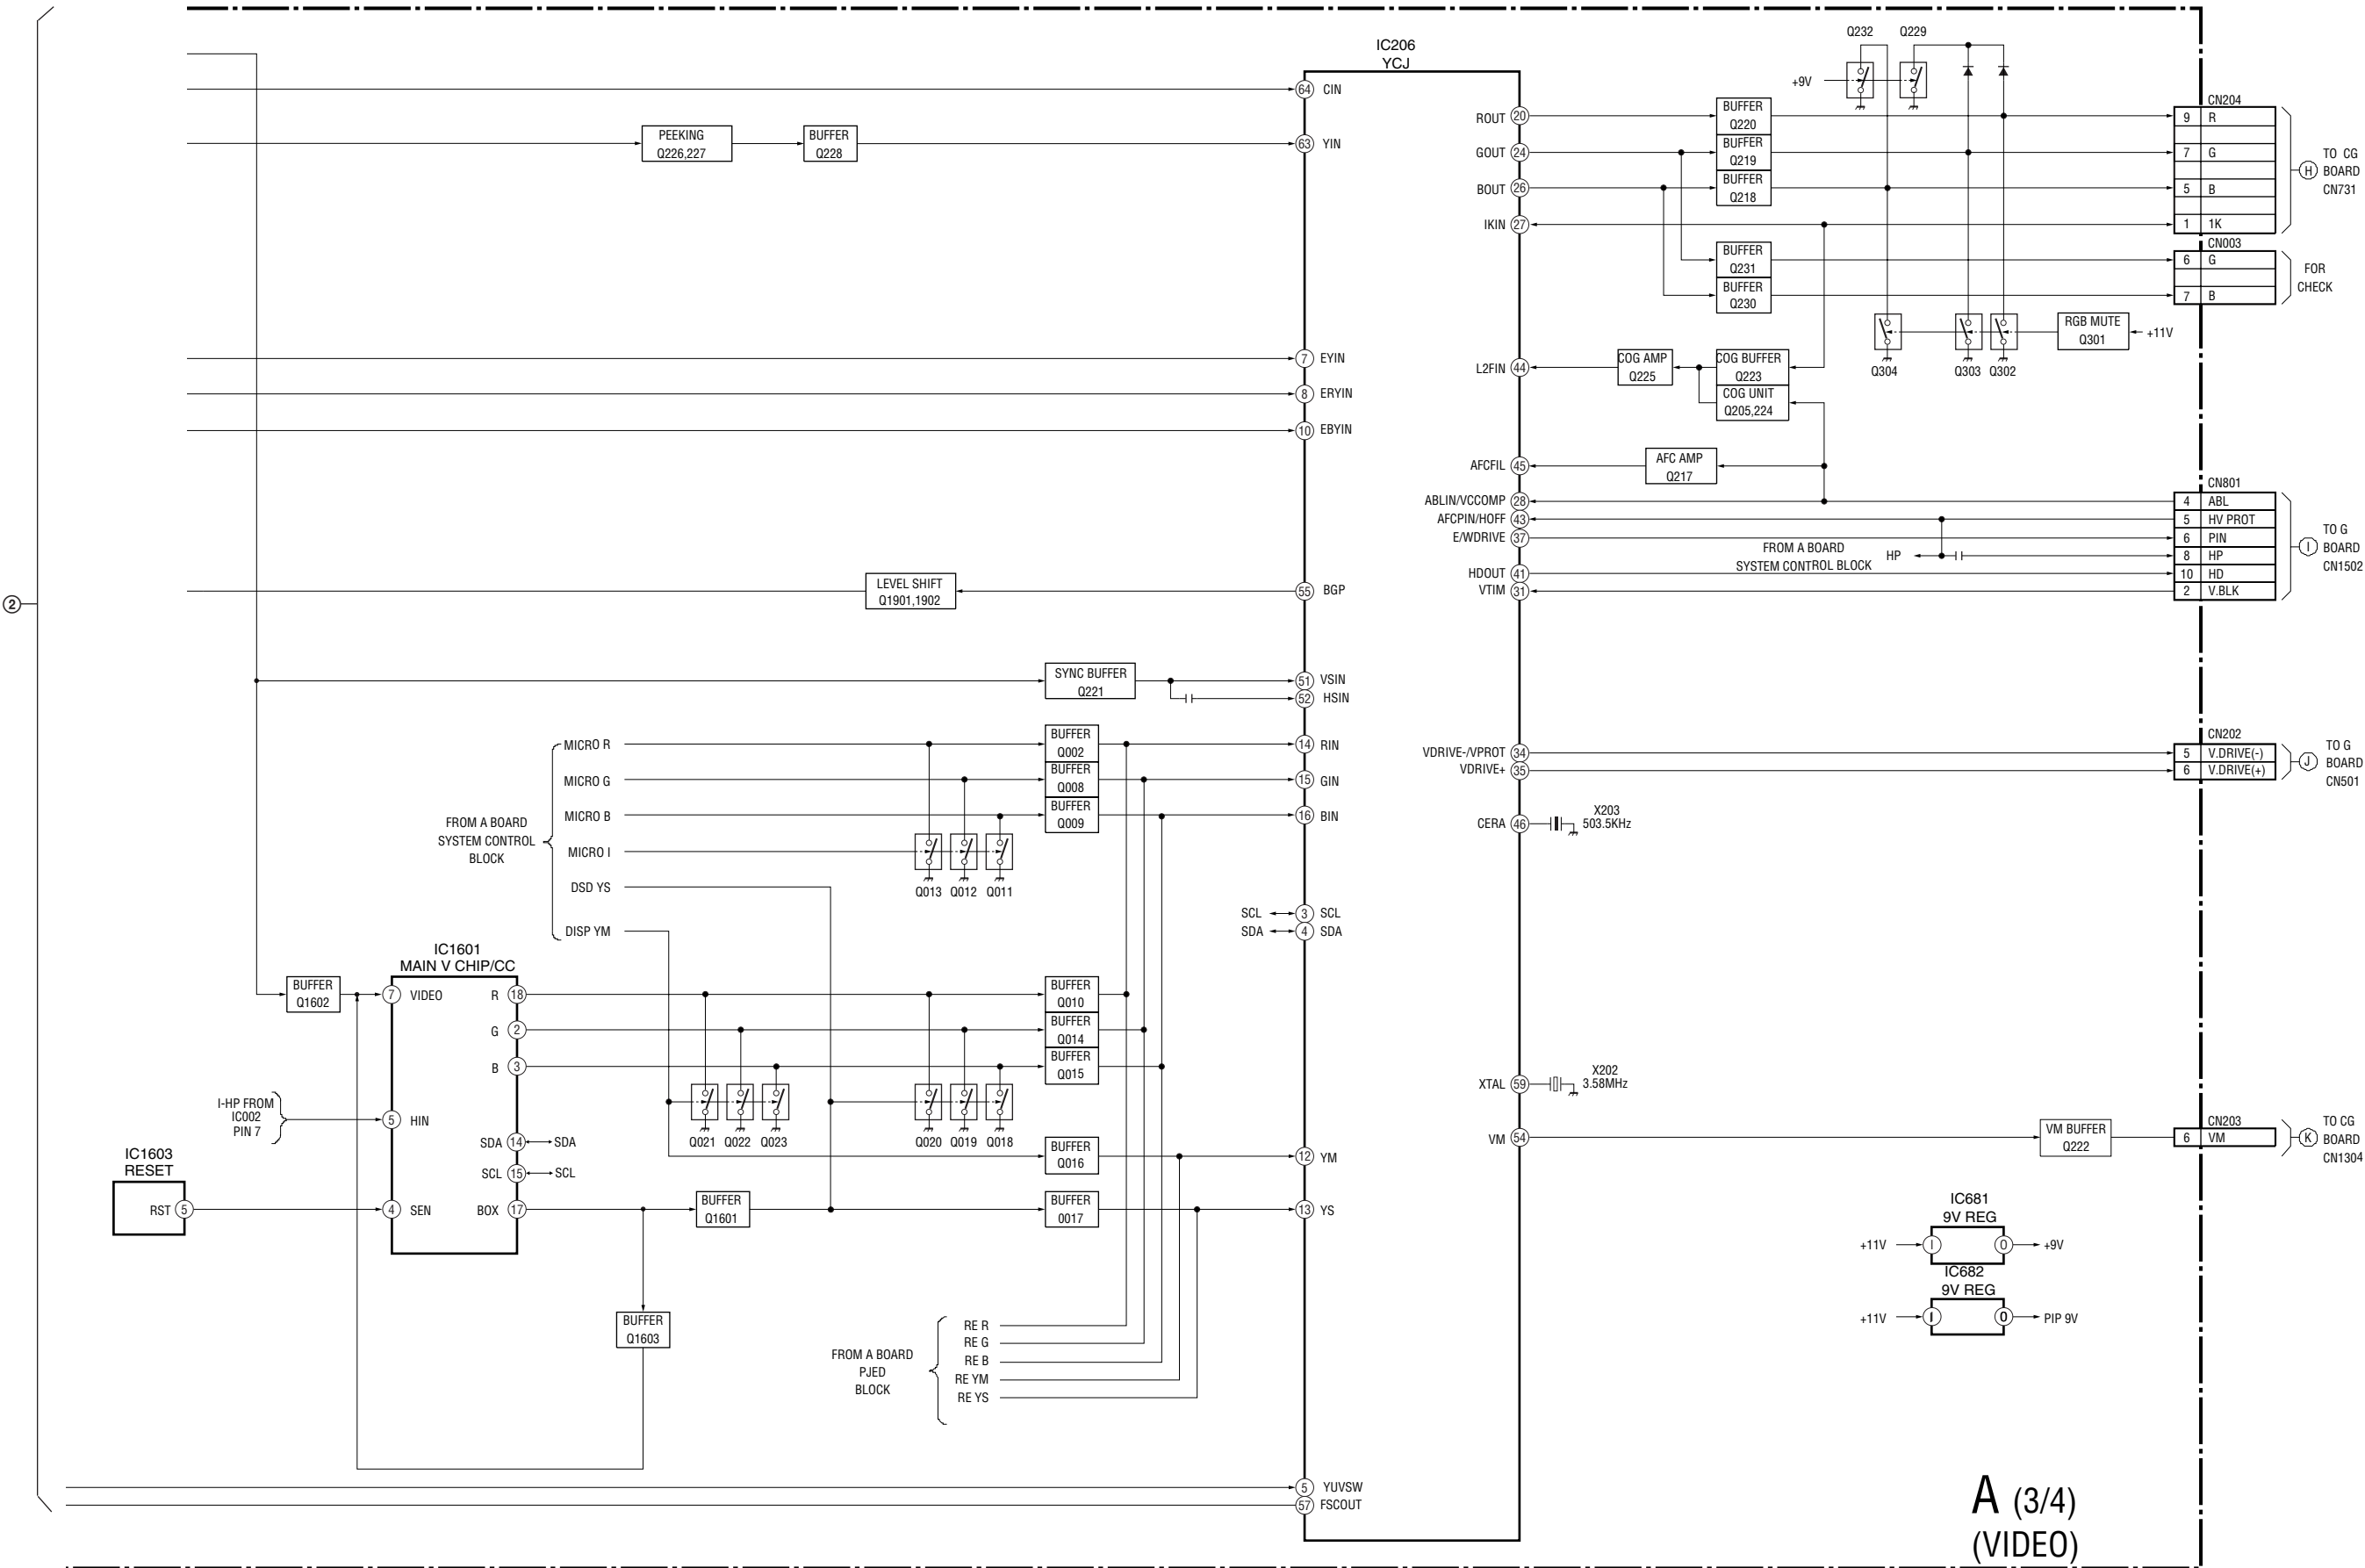 IC206
YCJ
64 CIN
PEEKING
Q226,227
BUFFER
Q228
63 YIN
7 EYIN
8 ERYIN
10 EBYIN
2
LEVEL SHIFT
Q1901,1902
55 BGP
SYNC BUFFER
Q221
51 VSIN
52 HSIN
FROM A BOARD
SYSTEM CONTROL
BLOCK
MICRO R
MICRO G
MICRO B
MICRO I
DSD YS
DISP YM
BUFFER
Q002
BUFFER
Q008
BUFFER
Q009
14 RIN
15 GIN
16 BIN
Q013 Q012 Q011
SCL 3 SCL
SDA 4 SDA
IC1601
MAIN V CHIP/CC
BUFFER
Q1602
7 VIDEO
R 18
G 2
B 3
BUFFER
Q010
BUFFER
Q014
BUFFER
Q015
I-HP FROM
IC002
PIN 7
5 HIN
SDA 14 SDA
SCL 15 SCL
Q021 Q022 Q023
Q020 Q019 Q018
BUFFER
Q016
12 YM
IC1603
RESET
RST 5
4 SEN
BOX 17
BUFFER
Q1601
BUFFER
0017
13 YS
BUFFER
Q1603
FROM A BOARD
PJED
BLOCK
RE R
RE G
RE B
RE YM
RE YS
5 YUVSW
57 FSCOUT
Q232 Q229
+9V
ROUT 20
GOUT 24
BOUT 26
IKIN 27
BUFFER
Q220
BUFFER
Q219
BUFFER
Q218
BUFFER
Q231
BUFFER
Q230
CN204
9 R
7 G
5 B
1 1K
TO CG
H BOARD
CN731
CN003
6 G
7 B
FOR
CHECK
RGB MUTE
Q301
+11V
Q304 Q303 Q302
L2FIN 44
COG AMP
Q225
COG BUFFER
Q223
COG UNIT
Q205,224
AFCFIL 45
AFC AMP
Q217
ABLIN/VCCOMP 28
AFCPIN/HOFF 43
E/WDRIVE 37
HDOUT 41
VTIM 31
FROM A BOARD
SYSTEM CONTROL BLOCK
HP
CN801
4 ABL
5 HV PROT
6 PIN
8 HP
10 HD
2 V.BLK
TO G
I BOARD
CN1502
VDRIVE-/VPROT 34
VDRIVE+ 35
CN202
5 V.DRIVE(-)
6 V.DRIVE(+)
TO G
J BOARD
CN501
CERA 46
X203
503.5KHz
XTAL 59
X202
3.58MHz
VM 54
VM BUFFER
Q222
CN203
6 VM
TO CG
K BOARD
CN1304
IC681
9V REG
+11V I O +9V
IC682
9V REG
+11V I O PIP 9V
A (3/4)
(VIDEO)